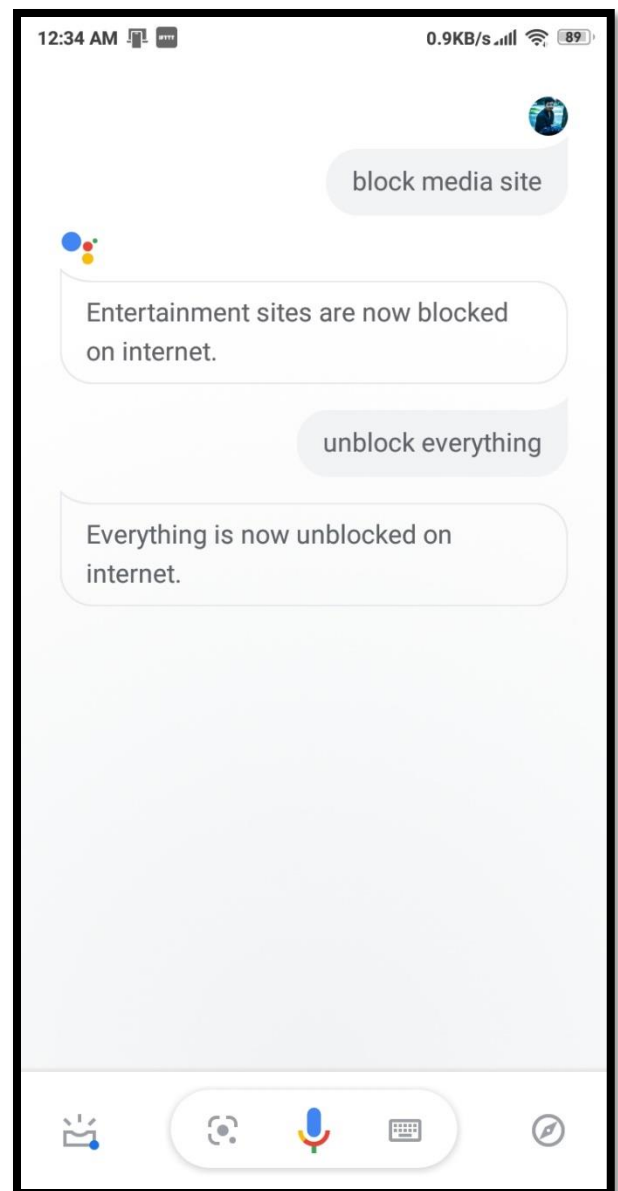 12:34 AM IFTTT 0.9KB/s 89
block media site
Entertainment sites are now blocked
on internet.
unblock everything
Everything is now unblocked on
internet.